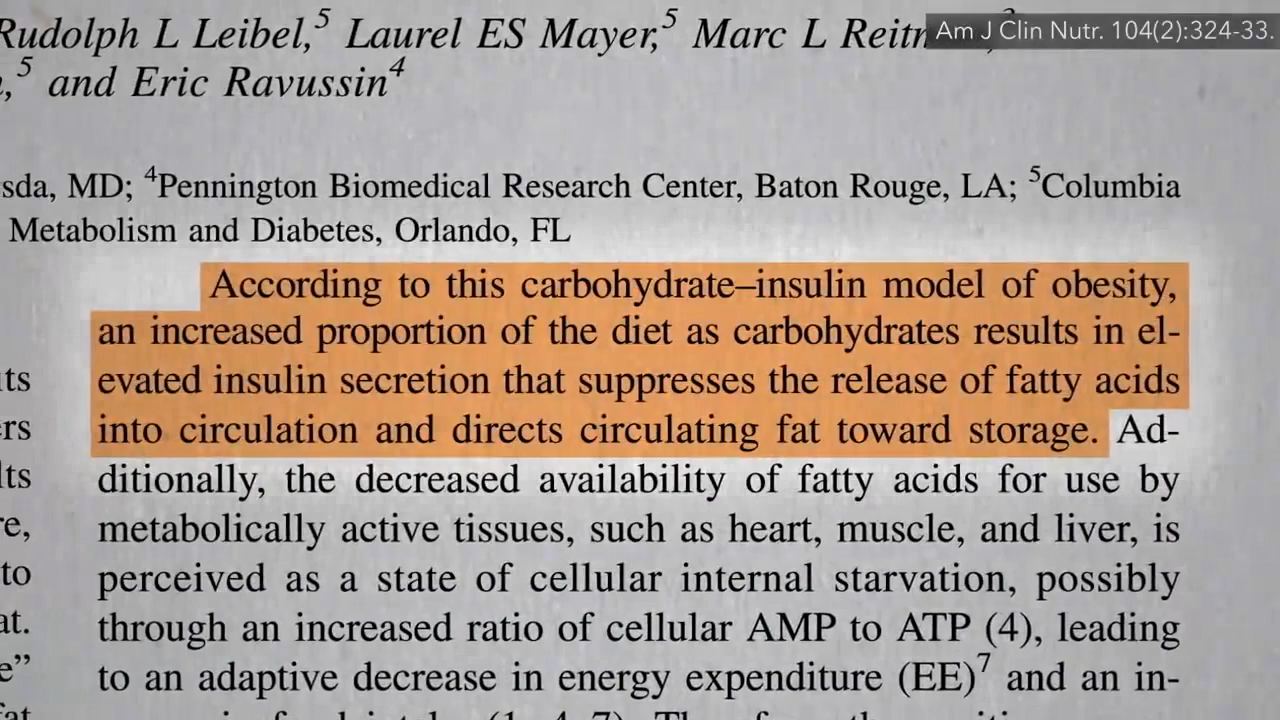 Rudolph L Leibel,⁵ Laurel ES Mayer,⁵ Marc L
Am J Clin Nutr. 104(2):324-33.
⁵ and Eric Ravussin⁴
MD; ⁴Pennington Biomedical Research Center, Baton Rouge, LA; ⁵Columbia
Metabolism and Diabetes, Orlando, FL
According to this carbohydrate–insulin model of obesity,
an increased proportion of the diet as carbohydrates results in el-
evated insulin secretion that suppresses the release of fatty acids
into circulation and directs circulating fat toward storage. Ad-
ditionally, the decreased availability of fatty acids for use by
metabolically active tissues, such as heart, muscle, and liver, is
to perceived as a state of cellular internal starvation, possibly
through an increased ratio of cellular AMP to ATP (4), leading
to an adaptive decrease in energy expenditure (EE)⁷ and an in-